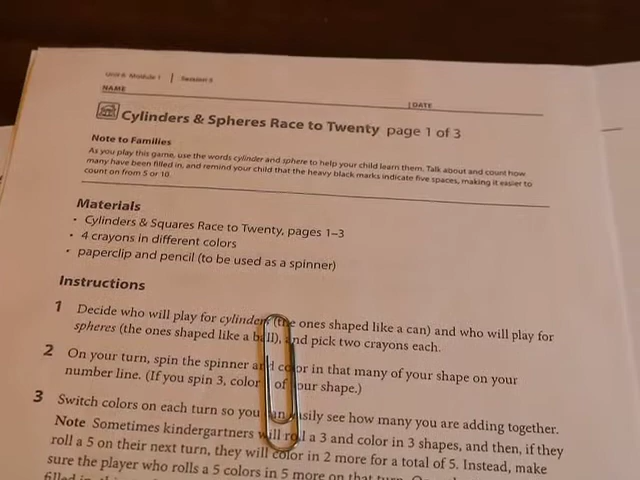 Unit 6 Module 1 | Session 5
NAME | DATE
Cylinders & Spheres Race to Twenty page 1 of 3
Note to Families
As you play this game, use the words cylinder and sphere to help your child learn them. Talk about and count how
many have been filled in, and remind your child that the heavy black marks indicate five spaces, making it easier to
count on from 5 or 10.
Materials
• Cylinders & Squares Race to Twenty, pages 1–3
• 4 crayons in different colors
• paperclip and pencil (to be used as a spinner)
Instructions
1 Decide who will play for cylinders (the ones shaped like a can) and who will play for
spheres (the ones shaped like a ball), and pick two crayons each.
2 On your turn, spin the spinner and color in that many of your shape on your
number line. (If you spin 3, color 3 of your shape.)
3 Switch colors on each turn so you can easily see how many you are adding together.
Note Sometimes kindergartners will roll a 3 and color in 3 shapes, and then, if they
roll a 5 on their next turn, they will color in 2 more for a total of 5. Instead, make
sure the player who rolls a 5 colors in 5 more on that turn.